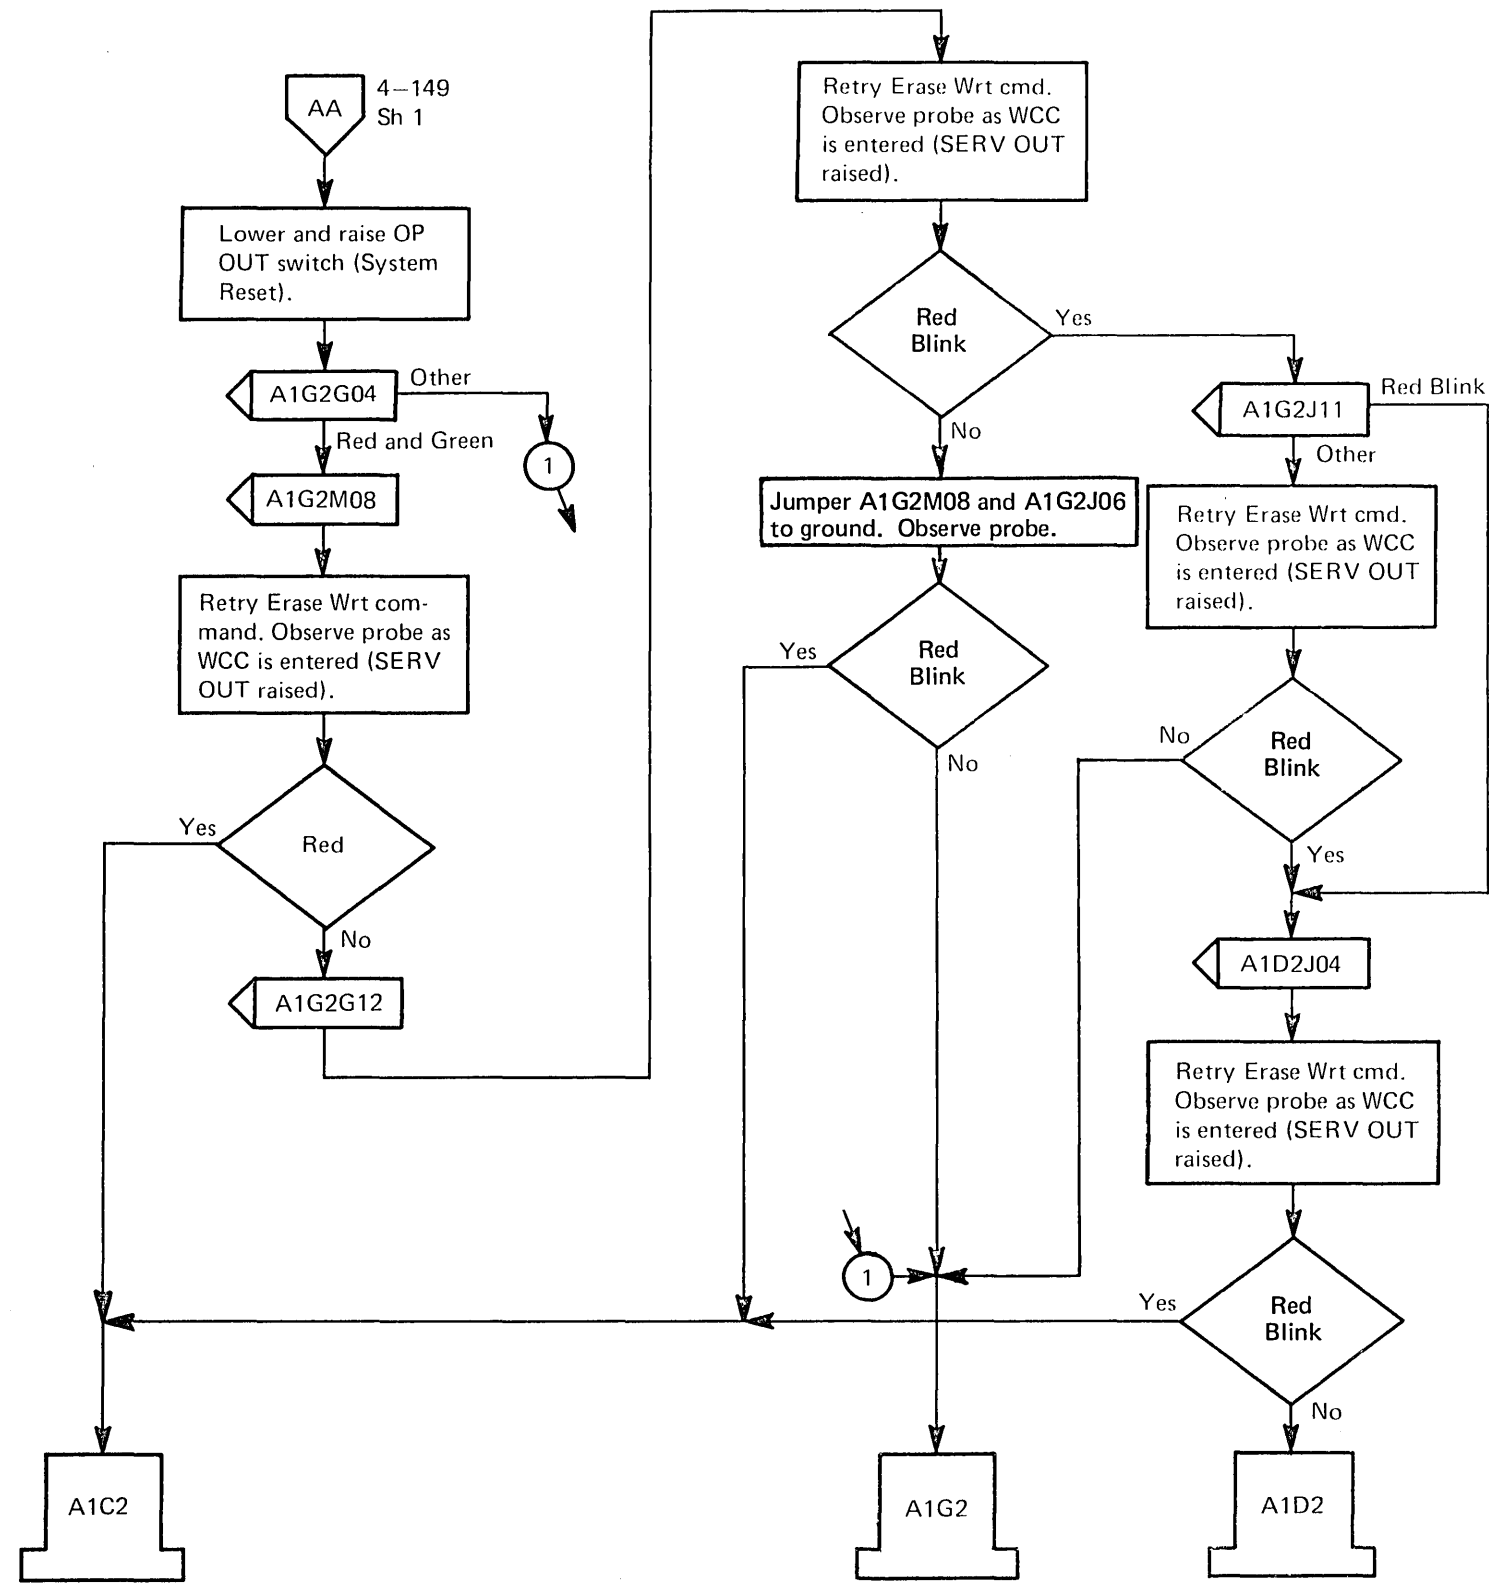 4–149
AA
Sh 1
Lower and raise OP
OUT switch (System
Reset).
A1G2G04
Other
Red and Green
1
A1G2M08
Retry Erase Wrt com-
mand. Observe probe as
WCC is entered (SERV
OUT raised).
Red
Yes
No
A1G2G12
Retry Erase Wrt cmd.
Observe probe as WCC
is entered (SERV OUT
raised).
Red
Blink
Yes
No
Jumper A1G2M08 and A1G2J06
to ground. Observe probe.
Yes
Red
Blink
No
A1G2J11
Red Blink
Other
Retry Erase Wrt cmd.
Observe probe as WCC
is entered (SERV OUT
raised).
No
Red
Blink
Yes
A1D2J04
Retry Erase Wrt cmd.
Observe probe as WCC
is entered (SERV OUT
raised).
1
Yes
Red
Blink
No
A1C2
A1G2
A1D2